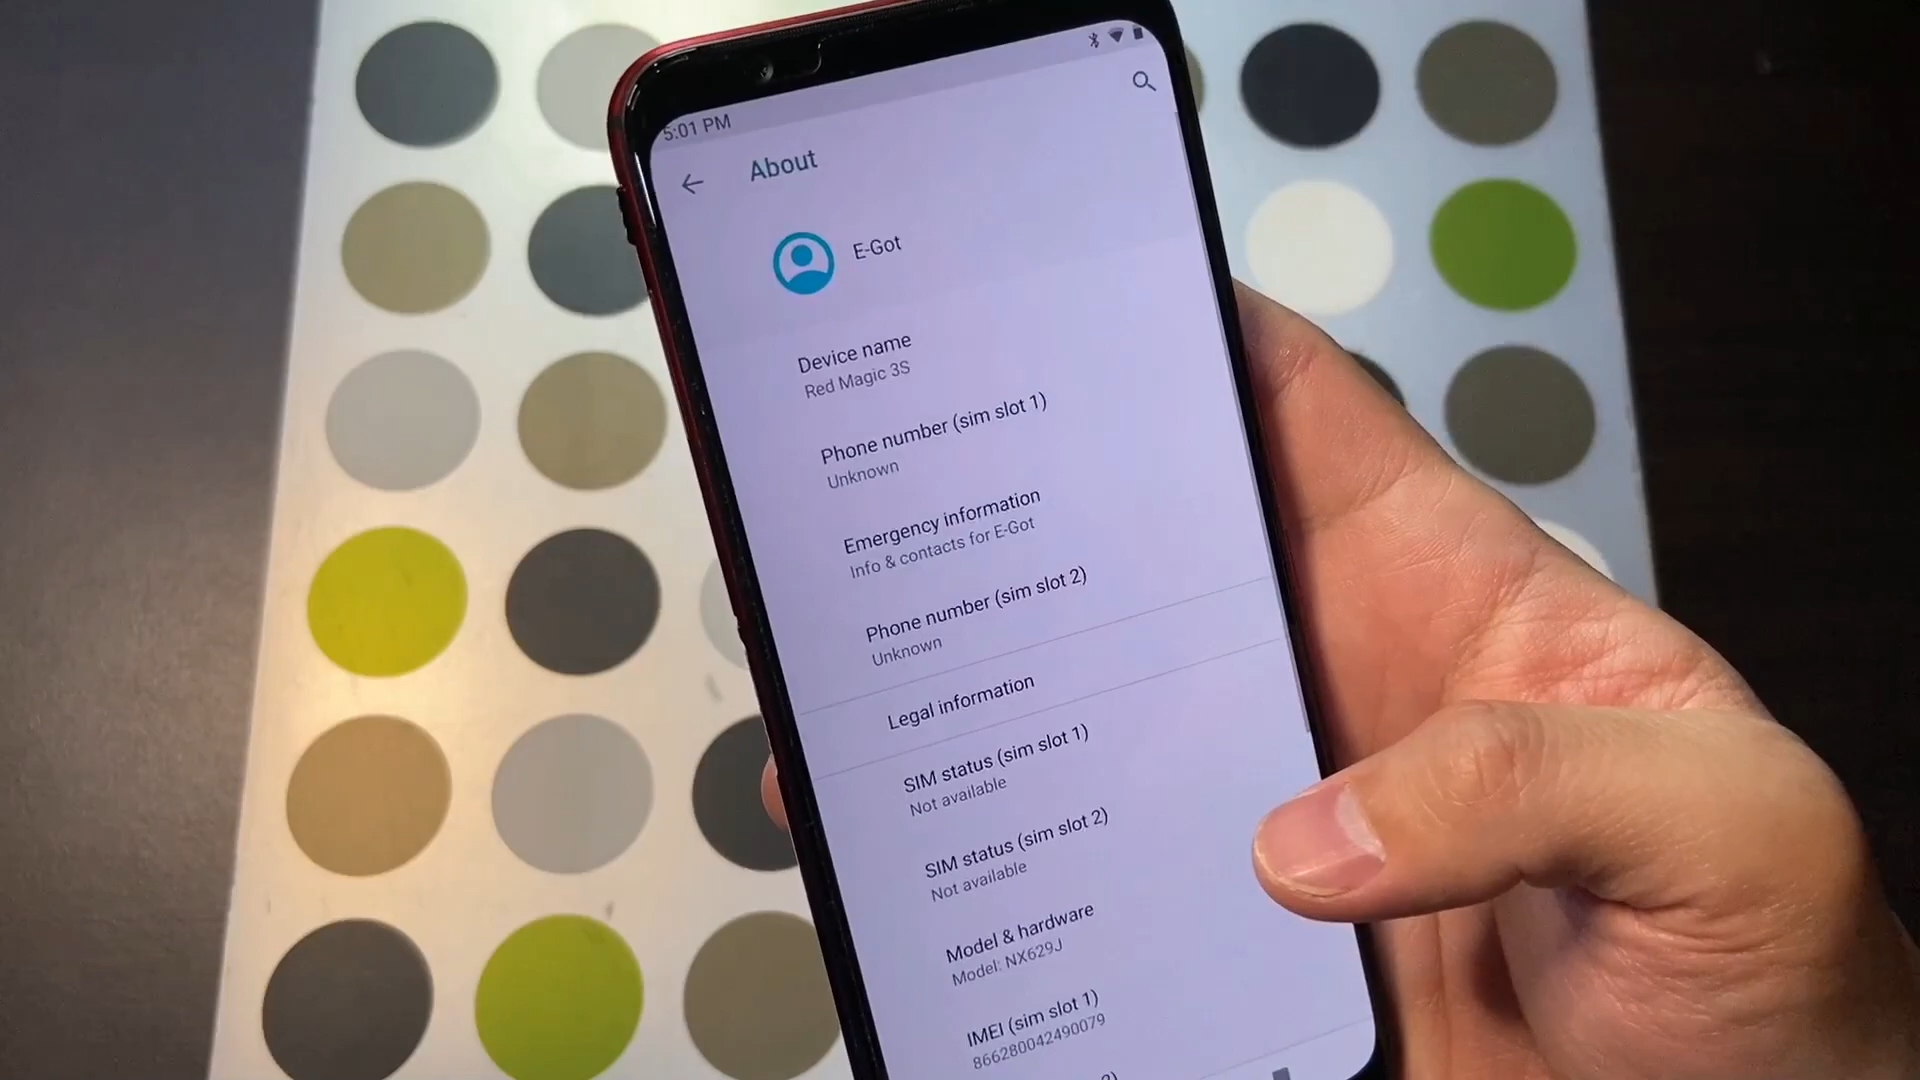 5:01 PM
About
E-Got
Device name
Red Magic 3S
Phone number (sim slot 1)
Unknown
Emergency information
Info & contacts for E-Got
Phone number (sim slot 2)
Unknown
Legal information
SIM status (sim slot 1)
Not available
SIM status (sim slot 2)
Not available
Model & hardware
Model: NX629J
IMEI (sim slot 1)
866280042490079